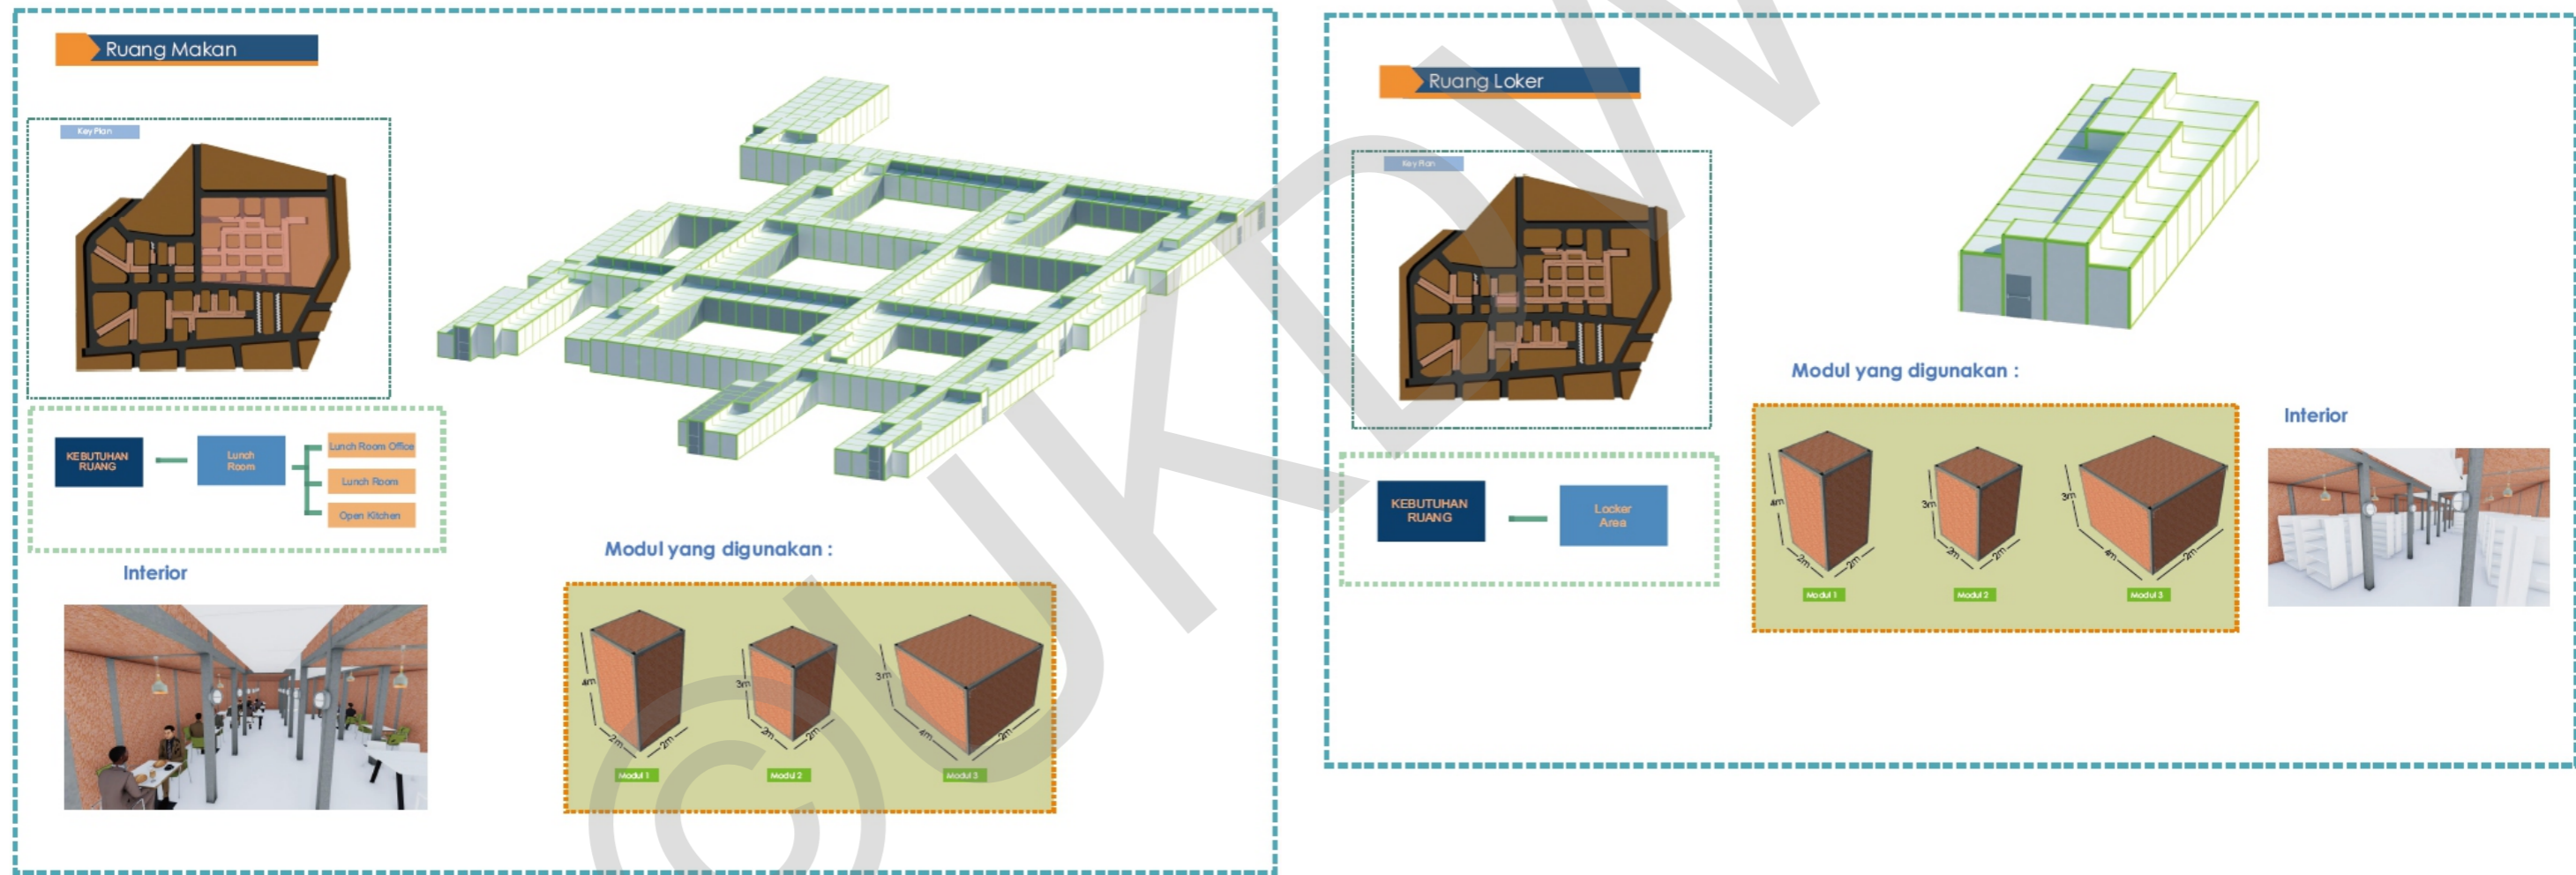 Ruang Makan
Key Plan
KEBUTUHAN
RUANG
Lunch
Room
Lunch Room Office
Lunch Room
Open Kitchen
Interior
Modul yang digunakan :
4m
2m
2m
Modul 1
3m
2m
2m
Modul 2
3m
4m
2m
Modul 3
Ruang Loker
Key Plan
KEBUTUHAN
RUANG
Locker
Area
Modul yang digunakan :
4m
2m
2m
Modul 1
3m
2m
2m
Modul 2
3m
4m
2m
Modul 3
Interior
©UKDW